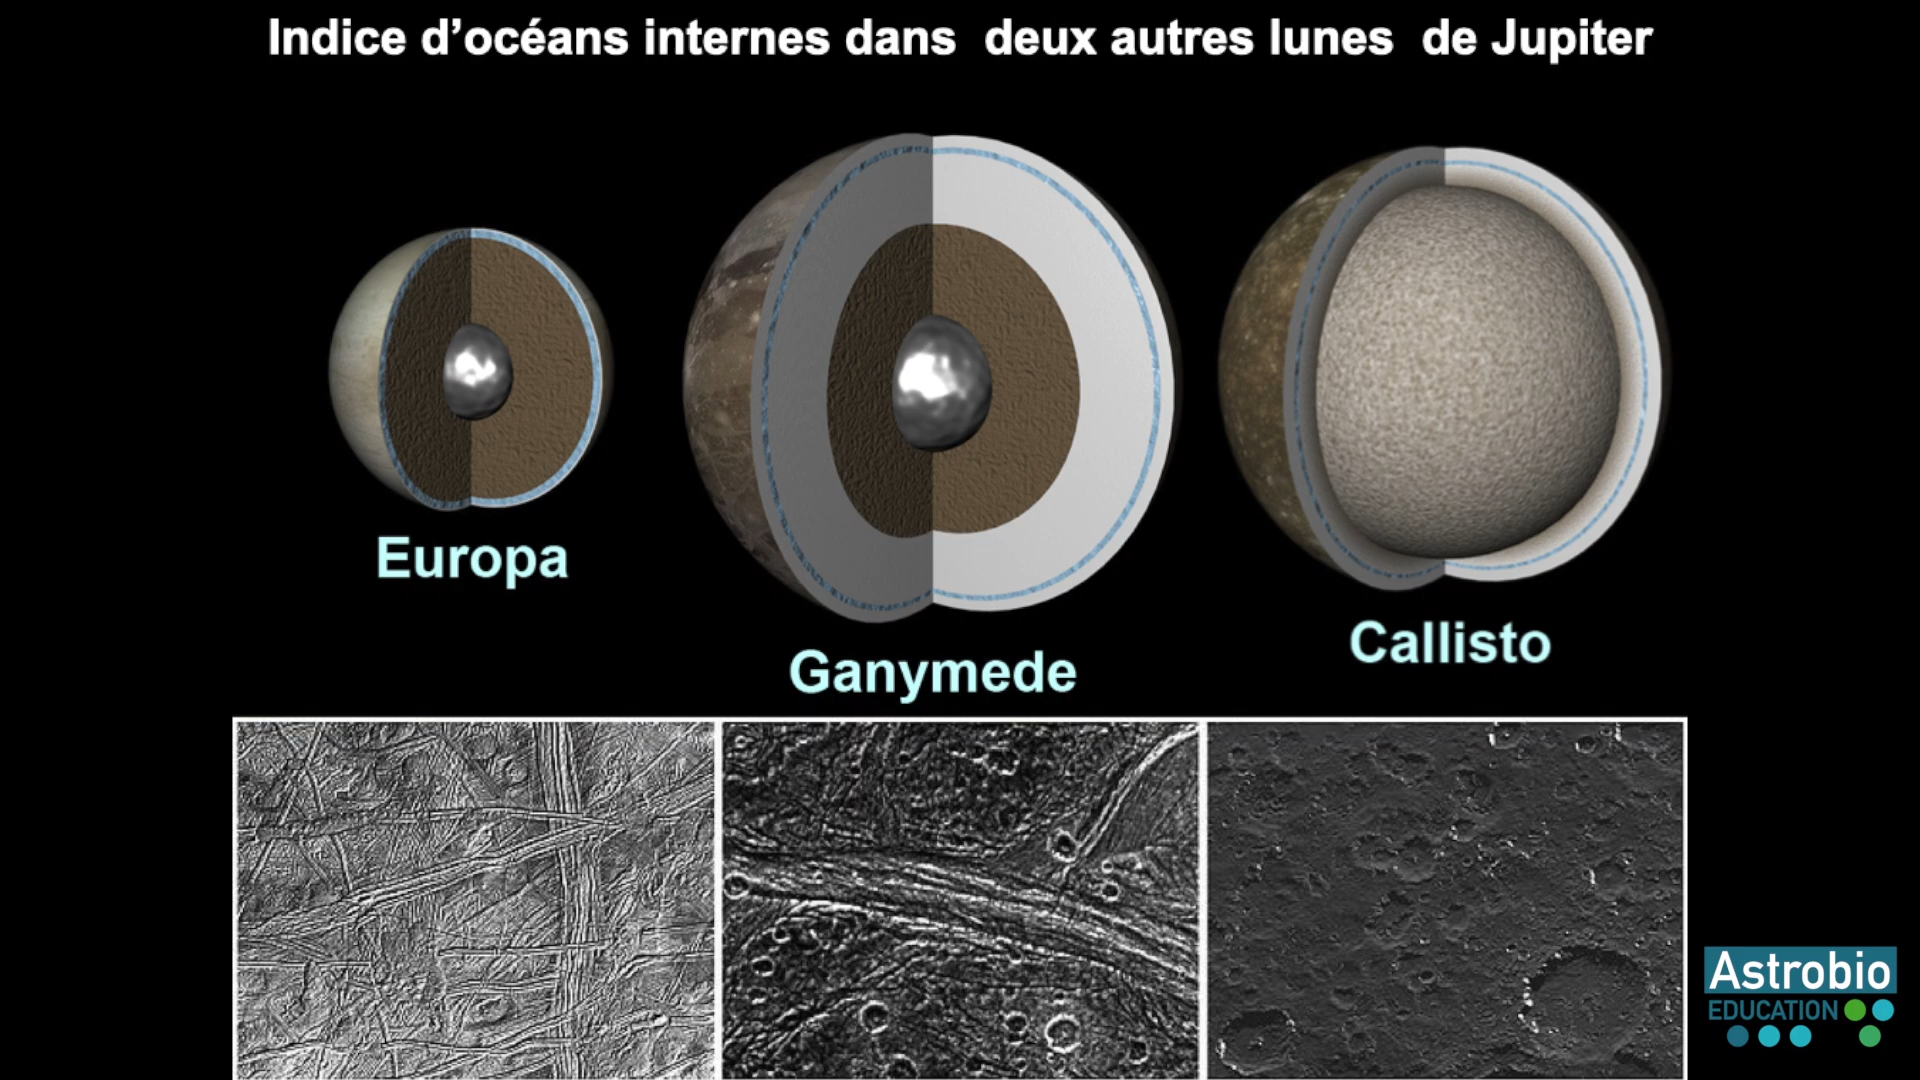 Indice d’océans internes dans  deux autres lunes  de Jupiter
Europa
Ganymede
Callisto
Astrobio
EDUCATION